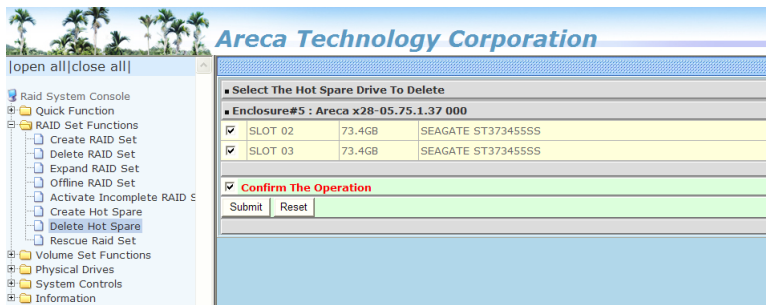 Areca Technology Corporation
|open all|close all|
Raid System Console
Quick Function
RAID Set Functions
Create RAID Set
Delete RAID Set
Expand RAID Set
Offline RAID Set
Activate Incomplete RAID S
Create Hot Spare
Delete Hot Spare
Rescue Raid Set
Volume Set Functions
Physical Drives
System Controls
Information
Select The Hot Spare Drive To Delete
Enclosure#5 : Areca x28-05.75.1.37 000
SLOT 02 73.4GB SEAGATE ST373455SS
SLOT 03 73.4GB SEAGATE ST373455SS
Confirm The Operation
Submit Reset